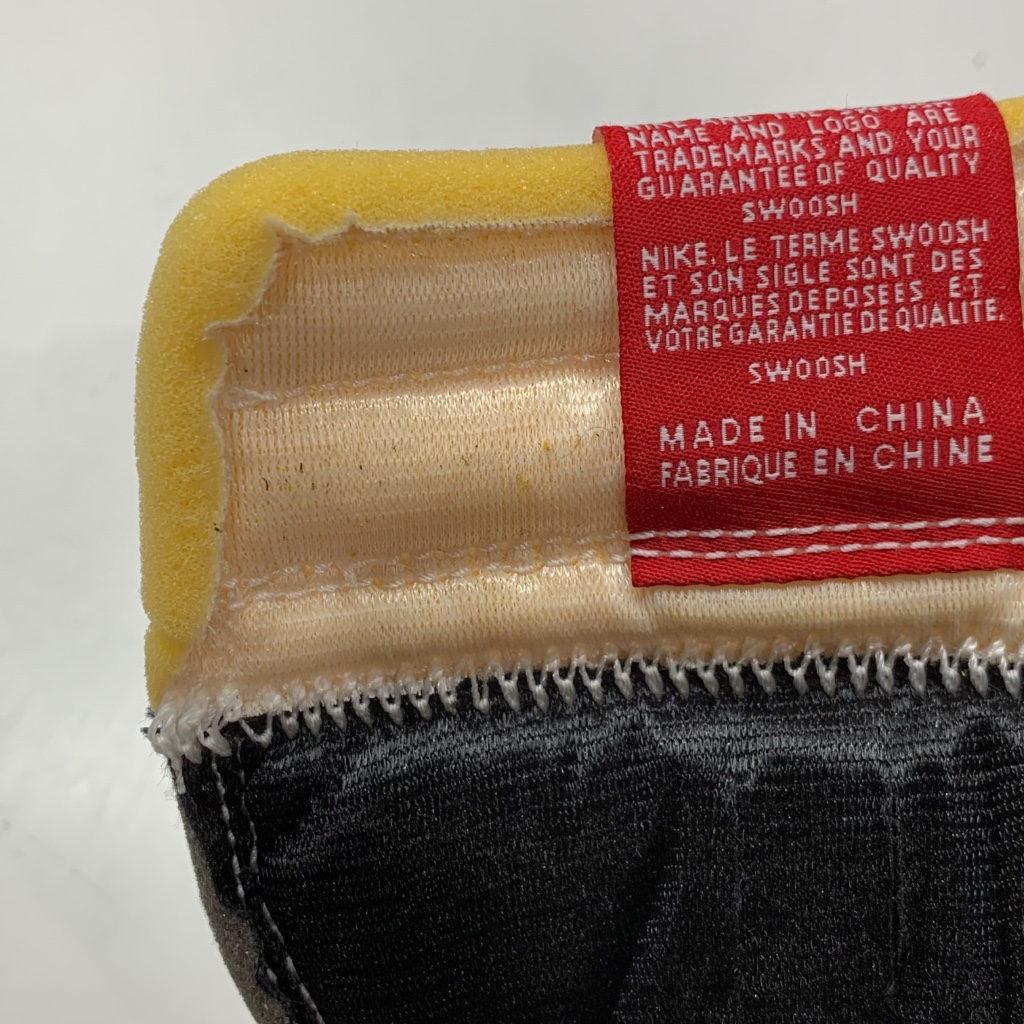 NAME AND LOGO ARE
TRADEMARKS AND YOUR
GUARANTEE OF QUALITY
SWOOSH
NIKE, LE TERME SWOOSH
ET SON SIGLE SONT DES
MARQUES DEPOSEES ET
VOTRE GARANTIE DE QUALITE.
SWOOSH
MADE IN CHINA
FABRIQUE EN CHINE